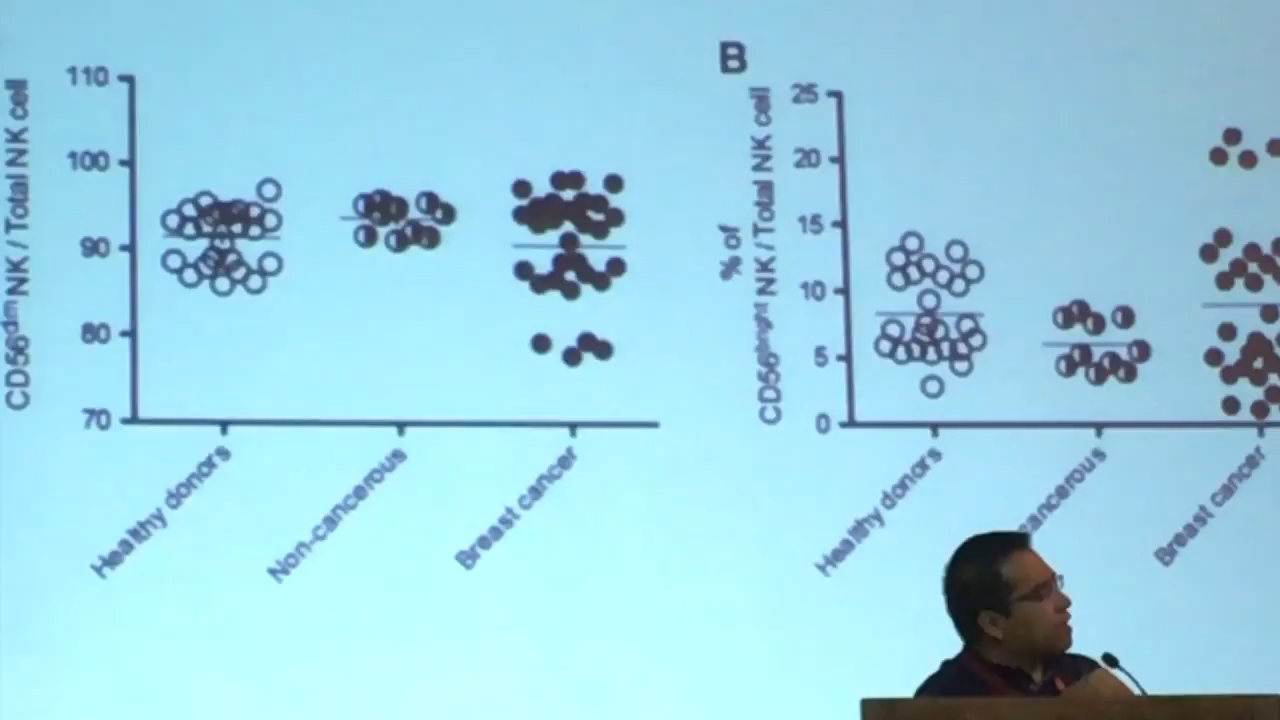 CD56dim NK / Total NK cell
110
100
90
80
70
Healthy donors
Non-cancerous
Breast cancer
B
% of
CD56bright NK / Total NK cell
25
20
15
10
5
0
Healthy donors
cancerous
Breast cancer